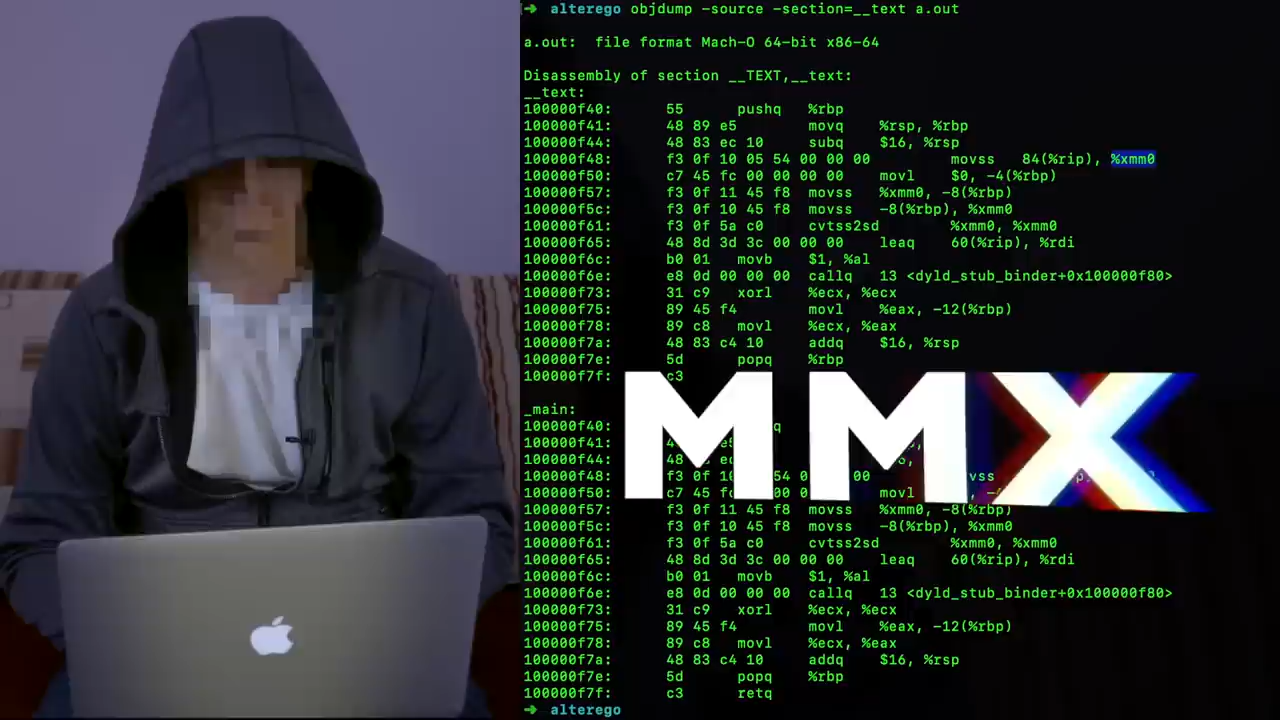 ➜ alterego objdump -source -section=__text a.out
a.out: file format Mach-O 64-bit x86-64
Disassembly of section __TEXT,__text:
__text:
100000f40: 55 pushq %rbp
100000f41: 48 89 e5 movq %rsp, %rbp
100000f44: 48 83 ec 10 subq $16, %rsp
100000f48: f3 0f 10 05 54 00 00 00 movss 84(%rip), %xmm0
100000f50: c7 45 fc 00 00 00 00 movl $0, -4(%rbp)
100000f57: f3 0f 11 45 f8 movss %xmm0, -8(%rbp)
100000f5c: f3 0f 10 45 f8 movss -8(%rbp), %xmm0
100000f61: f3 0f 5a c0 cvtss2sd %xmm0, %xmm0
100000f65: 48 8d 3d 3c 00 00 00 leaq 60(%rip), %rdi
100000f6c: b0 01 movb $1, %al
100000f6e: e8 0d 00 00 00 callq 13 <dyld_stub_binder+0x100000f80>
100000f73: 31 c9 xorl %ecx, %ecx
100000f75: 89 45 f4 movl %eax, -12(%rbp)
100000f78: 89 c8 movl %ecx, %eax
100000f7a: 48 83 c4 10 addq $16, %rsp
100000f7e: 5d popq %rbp
100000f7f: c3
MMX
_main:
100000f40:
100000f41:
100000f44: 48
100000f48: f3 0f 54
100000f50: c7 45 movl
100000f57: f3 0f 11 45 f8 movss %xmm0, -8(%rbp)
100000f5c: f3 0f 10 45 f8 movss -8(%rbp), %xmm0
100000f61: f3 0f 5a c0 cvtss2sd %xmm0, %xmm0
100000f65: 48 8d 3d 3c 00 00 00 leaq 60(%rip), %rdi
100000f6c: b0 01 movb $1, %al
100000f6e: e8 0d 00 00 00 callq 13 <dyld_stub_binder+0x100000f80>
100000f73: 31 c9 xorl %ecx, %ecx
100000f75: 89 45 f4 movl %eax, -12(%rbp)
100000f78: 89 c8 movl %ecx, %eax
100000f7a: 48 83 c4 10 addq $16, %rsp
100000f7e: 5d popq %rbp
100000f7f: c3 retq
➜ alterego